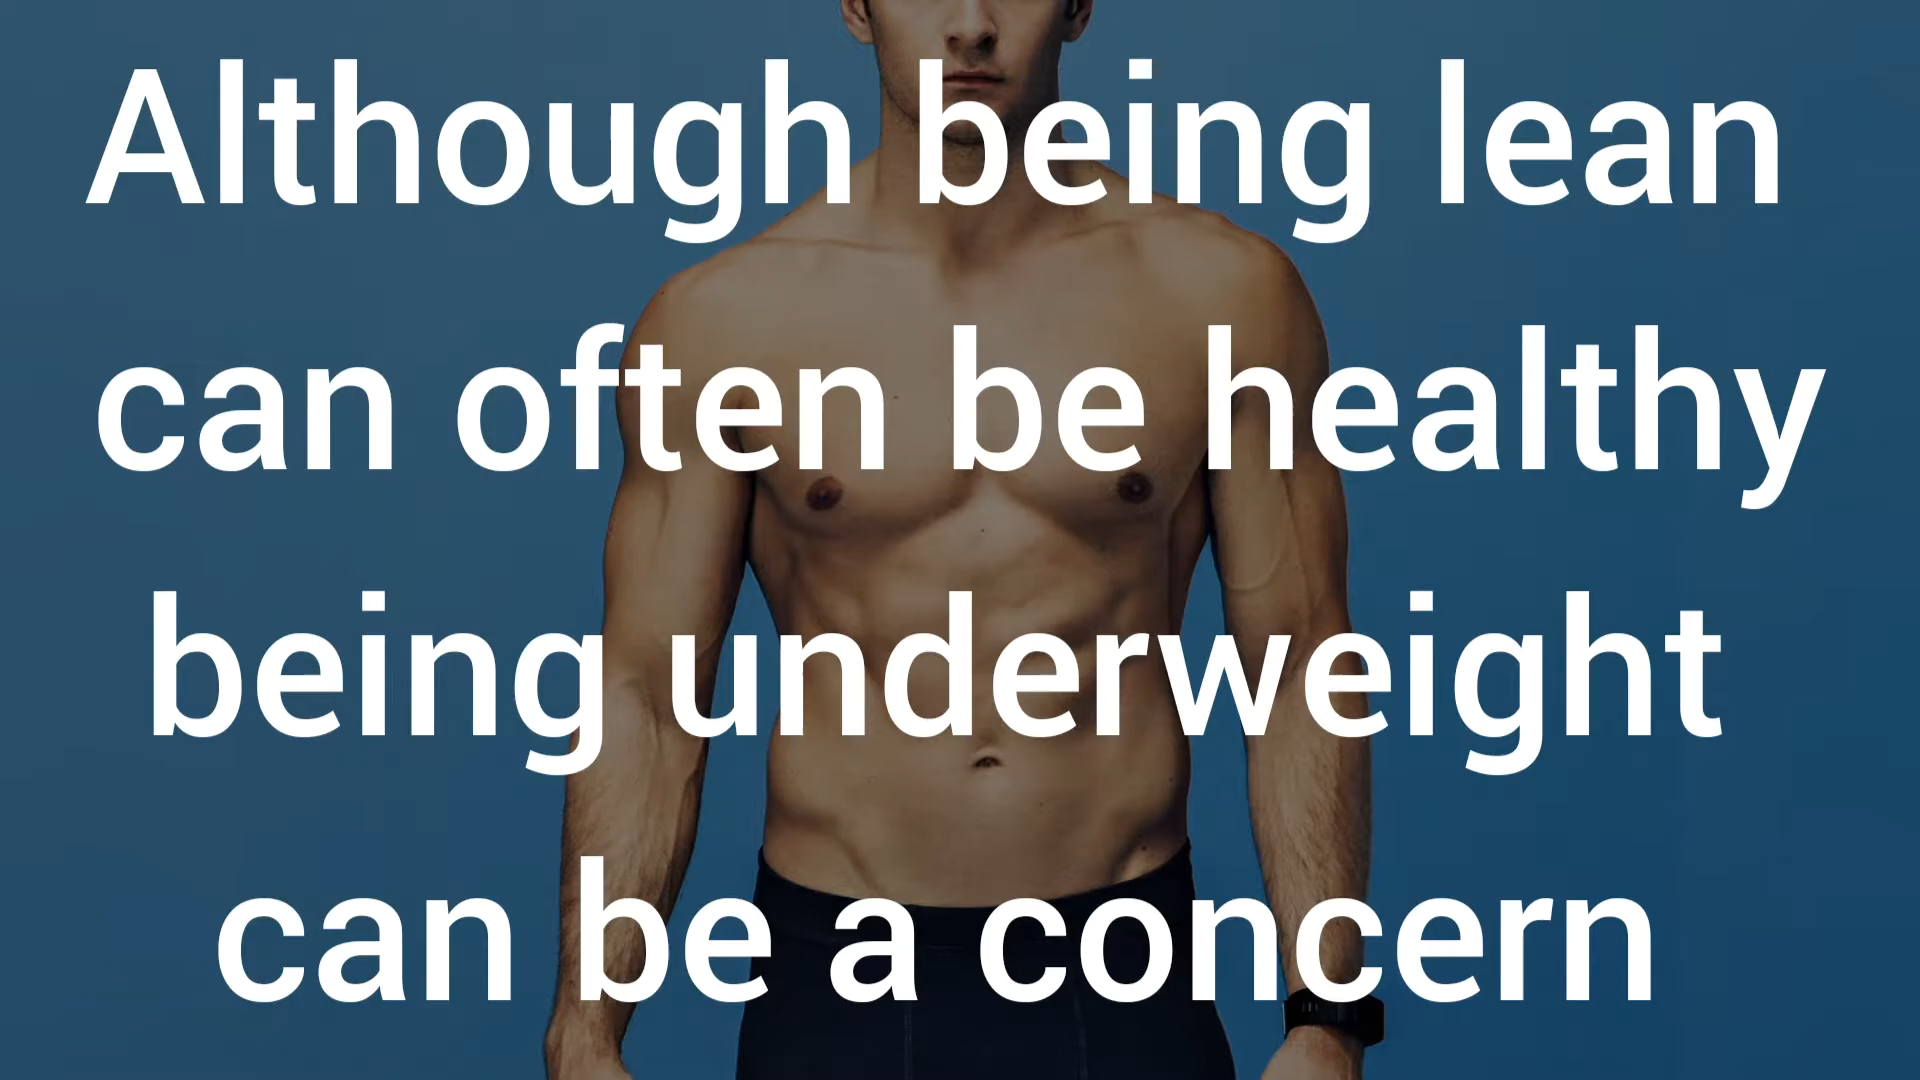 Although being lean
can often be healthy
being underweight
can be a concern